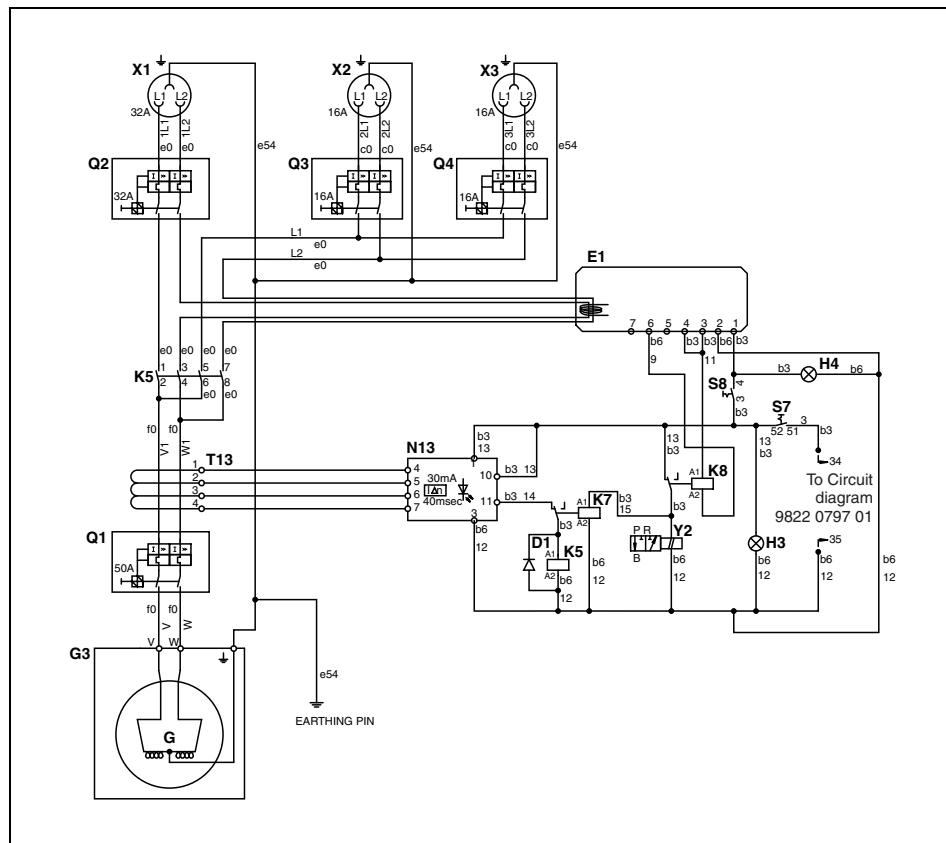 X1 X2 X3
L1 L2 L1 L2 L1 L2
32A 16A 16A
1L1 1L2 2L1 2L2 3L1 3L2
e0 e0 c0 c0 c0 c0
e54 e54 e54
Q2 Q3 Q4
I » I » I » I » I » I »
32A 16A 16A
L1
e0
L2
e0
E1
7 6 5 4 3 2 1
b6 b3 b3 b6 b3
9 11
e0 e0 e0 e0
1 3 5 7
K5
2 4 6 8
e0
b3 H4 b6
S8 4
3
b3
S7
52 51 3
b3
f0 f0
V1 W1
T13
1
2
3
4
N13
b3
13
1
4
5
6
7
30mA
I∆n
40msec
10 b3 13
11 b3 14
3
b6
12
13
b3
13
b3
34
To Circuit
diagram
9822 0797 01
35
A1 K8
A2
A1 K7 b3
A2 15
b3
b3
D1
A1 K5
A2
b6
12
b6
12
P R Y2
B
b6
12
H3
b6
12
b6
12
b6
12
Q1
I » I »
50A
f0 f0
V W
V W
G3
G
e54
EARTHING PIN